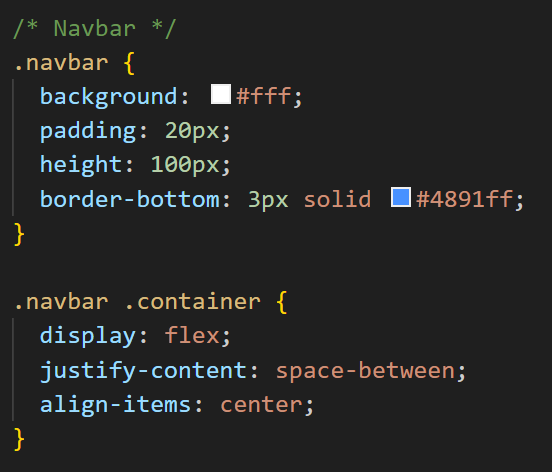 /* Navbar */
.navbar {
  background: #fff;
  padding: 20px;
  height: 100px;
  border-bottom: 3px solid #4891ff;
}

.navbar .container {
  display: flex;
  justify-content: space-between;
  align-items: center;
}